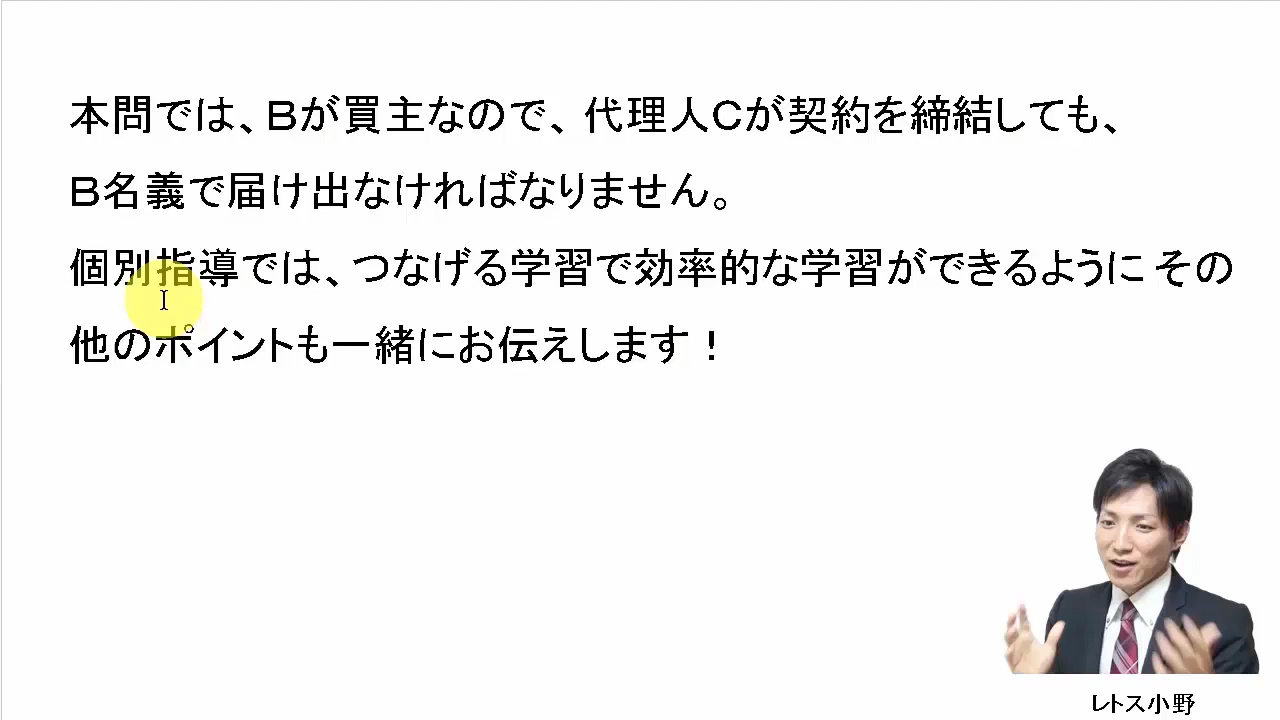 本問では、Bが買主なので、代理人Cが契約を締結しても、
B名義で届け出なければなりません。
個別指導では、つなげる学習で効率的な学習ができるように その
他のポイントも一緒にお伝えします！
レトス小野